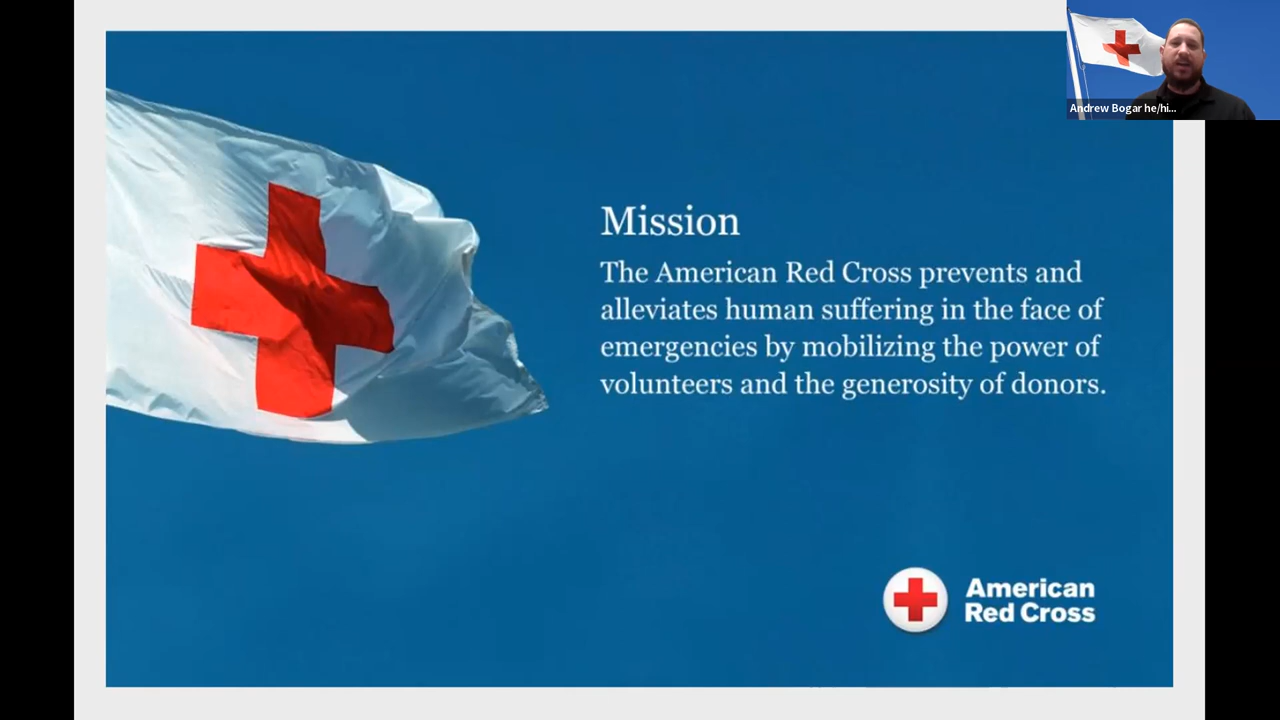 Andrew Bogar he/hi...
Mission
The American Red Cross prevents and
alleviates human suffering in the face of
emergencies by mobilizing the power of
volunteers and the generosity of donors.
American
Red Cross